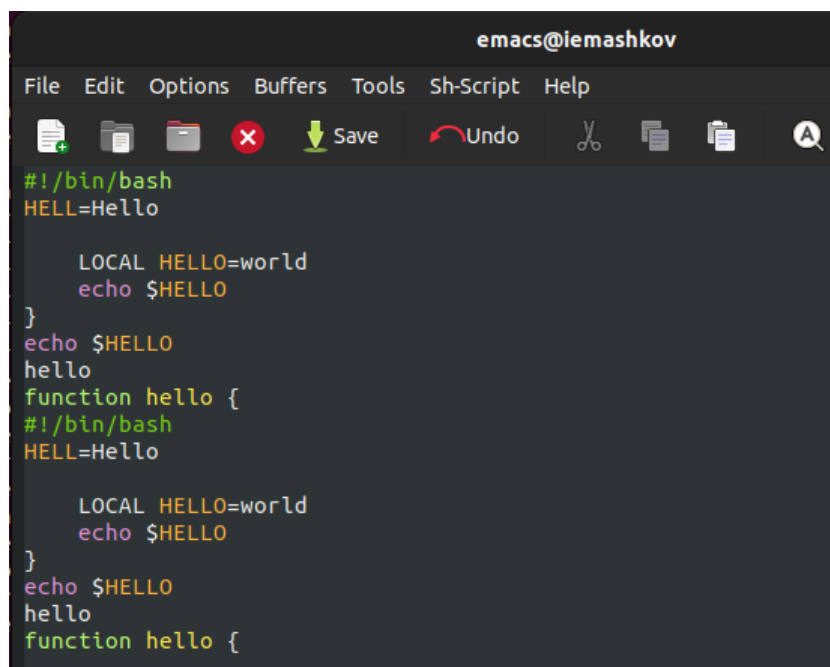 emacs@iemashkov
File Edit Options Buffers Tools Sh-Script Help
Save Undo
#!/bin/bash
HELL=Hello
    LOCAL HELLO=world
    echo $HELLO
}
echo $HELLO
hello
function hello {
#!/bin/bash
HELL=Hello
    LOCAL HELLO=world
    echo $HELLO
}
echo $HELLO
hello
function hello {